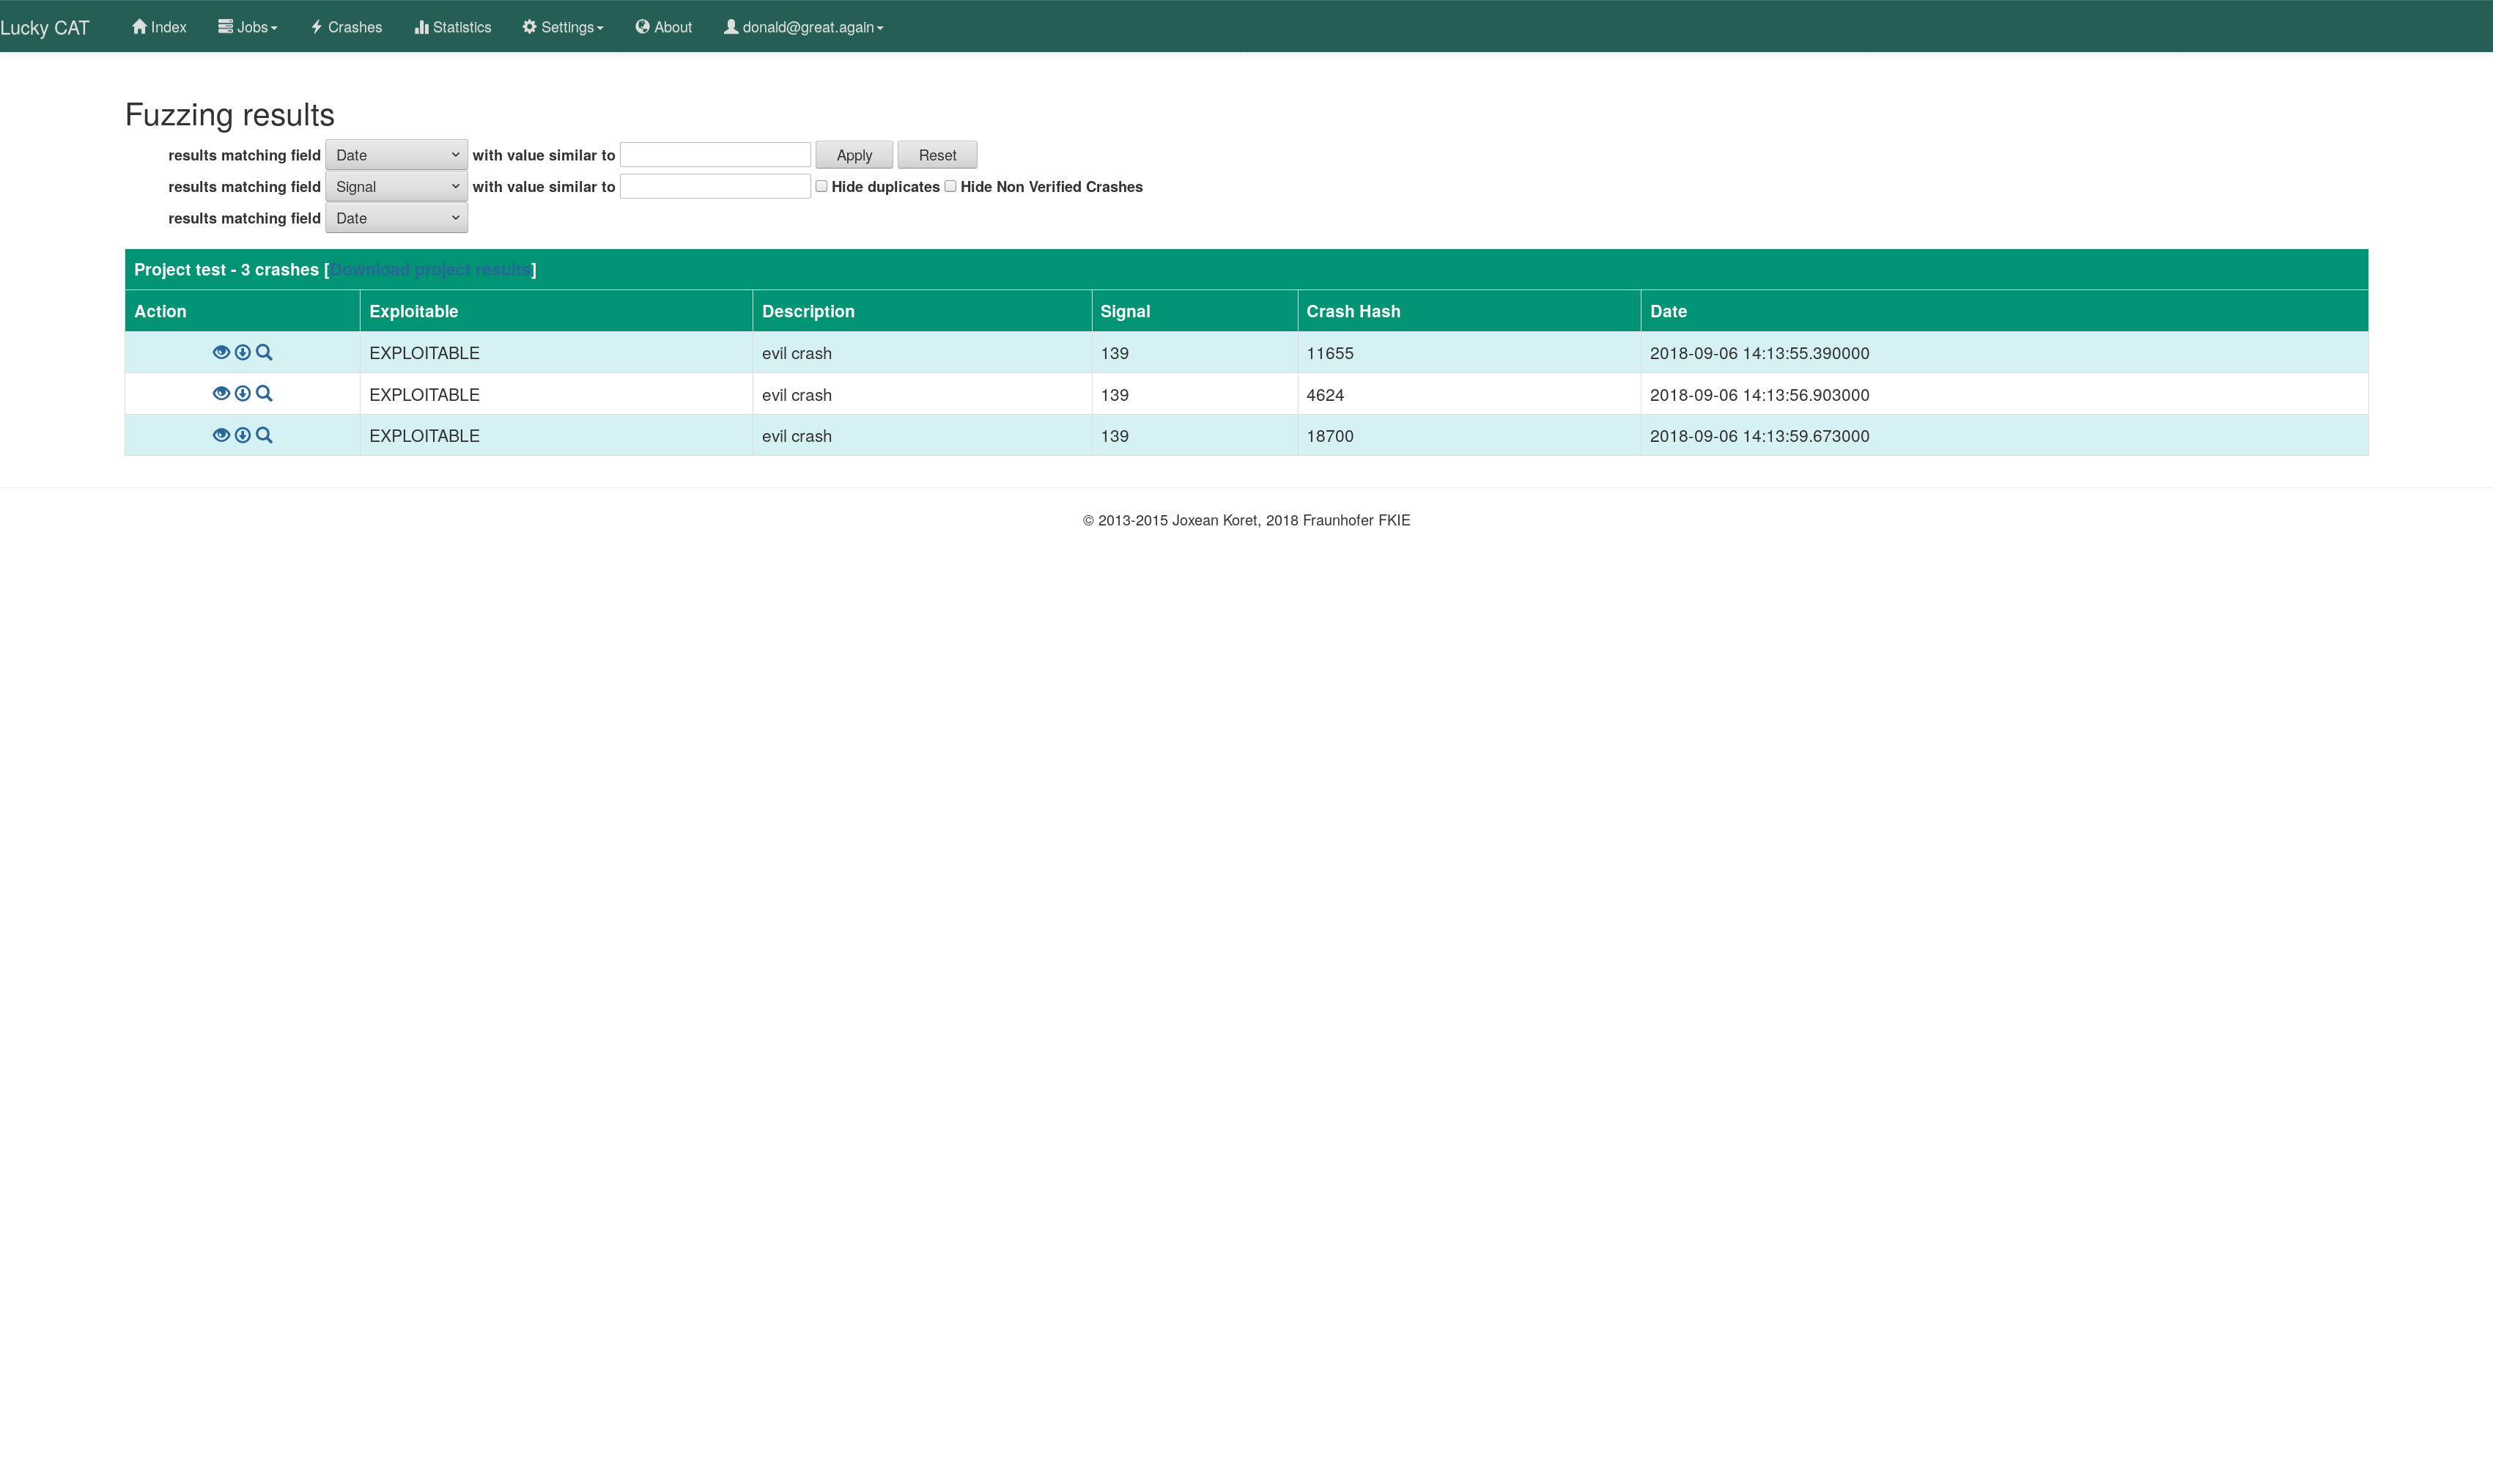 Lucky CAT Index Jobs Crashes Statistics Settings About donald@great.again
Fuzzing results
results matching field Date with value similar to Apply Reset
results matching field Signal with value similar to Hide duplicates Hide Non Verified Crashes
results matching field Date
Project test - 3 crashes [Download project results]
Action Exploitable Description Signal Crash Hash Date
EXPLOITABLE evil crash 139 11655 2018-09-06 14:13:55.390000
EXPLOITABLE evil crash 139 4624 2018-09-06 14:13:56.903000
EXPLOITABLE evil crash 139 18700 2018-09-06 14:13:59.673000
© 2013-2015 Joxean Koret, 2018 Fraunhofer FKIE